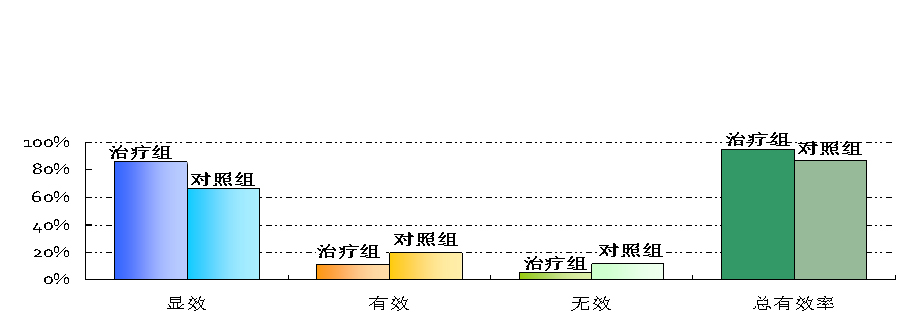 100%
80%
60%
40%
20%
0%
治疗组
对照组
治疗组
对照组
治疗组
对照组
治疗组
对照组
显效
有效
无效
总有效率